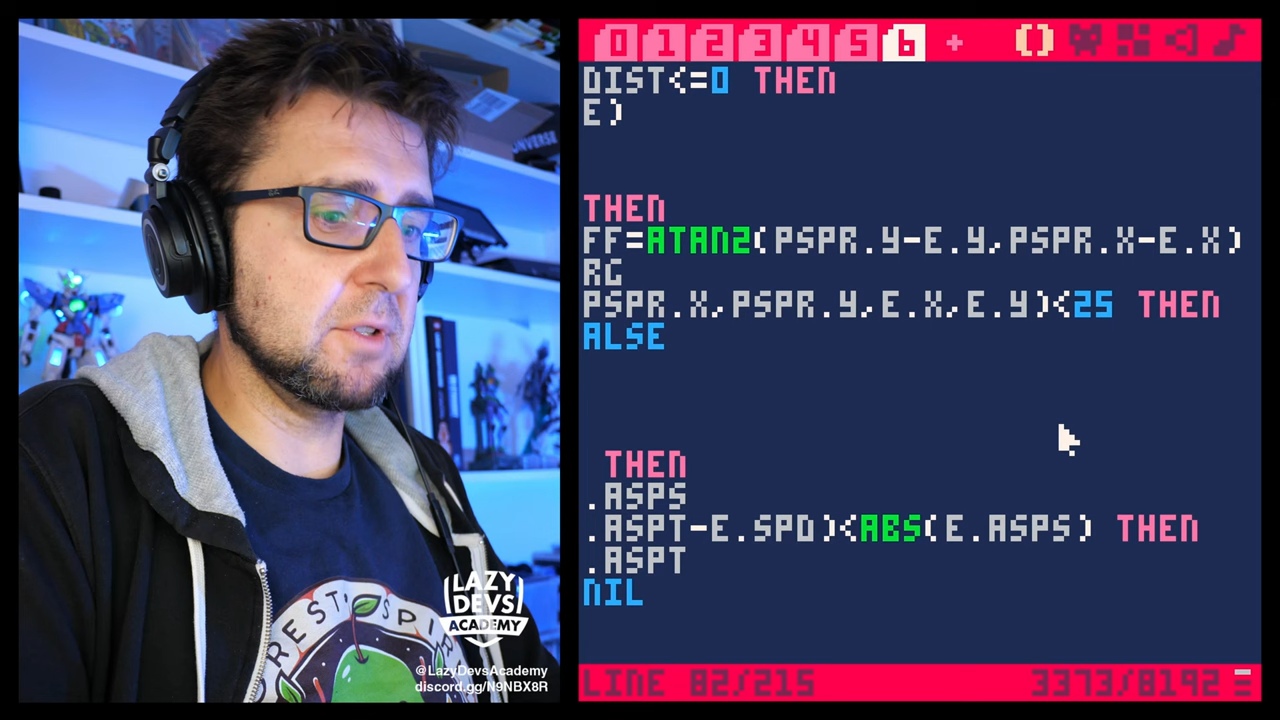 0 1 2 3 4 5 6 + ()
DIST<=0 THEN
E)
THEN
FF=ATAN2(PSPR.Y-E.Y,PSPR.X-E.X)
RG
PSPR.X,PSPR.Y,E.X,E.Y)<25 THEN
ALSE
THEN
.ASPS
.ASPT-E.SPD)<ABS(E.ASPS) THEN
.ASPT
NIL
LINE 82/215
3373/8192
LAZY
DEVS
ACADEMY
@LazyDevsAcademy
discord.gg/N9NBX8R